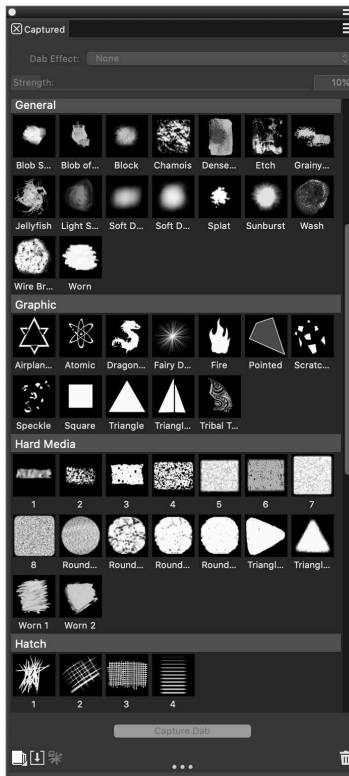 Captured
Dab Effect: None
Strength: 10%
General
Blob S... Blob of... Block Chamois Dense... Etch Grainy...
Jellyfish Light S... Soft D... Soft D... Splat Sunburst Wash
Wire Br... Worn
Graphic
Airplan... Atomic Dragon... Fairy D... Fire Pointed Scratc...
Speckle Square Triangle Triangl... Tribal T...
Hard Media
1 2 3 4 5 6 7
8 Round... Round... Round... Round... Triangl... Triangl...
Worn 1 Worn 2
Hatch
1 2 3 4
Capture Dab